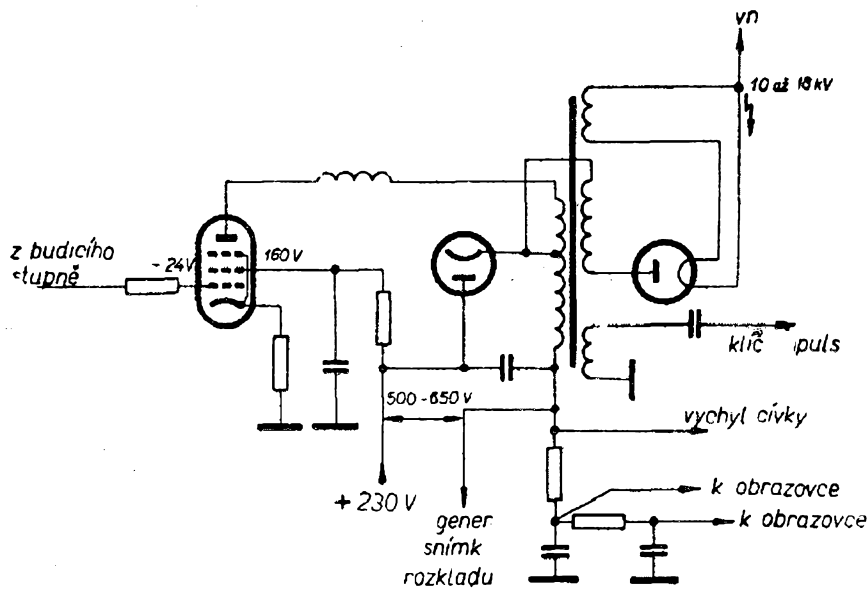 vn
10 až 18 kV
z budicího
stupně
- 24V
160 V
klíč puls
500 - 650 V
vychyl cívky
+ 230 V
k obrazovce
k obrazovce
gener
snímk
rozkladu